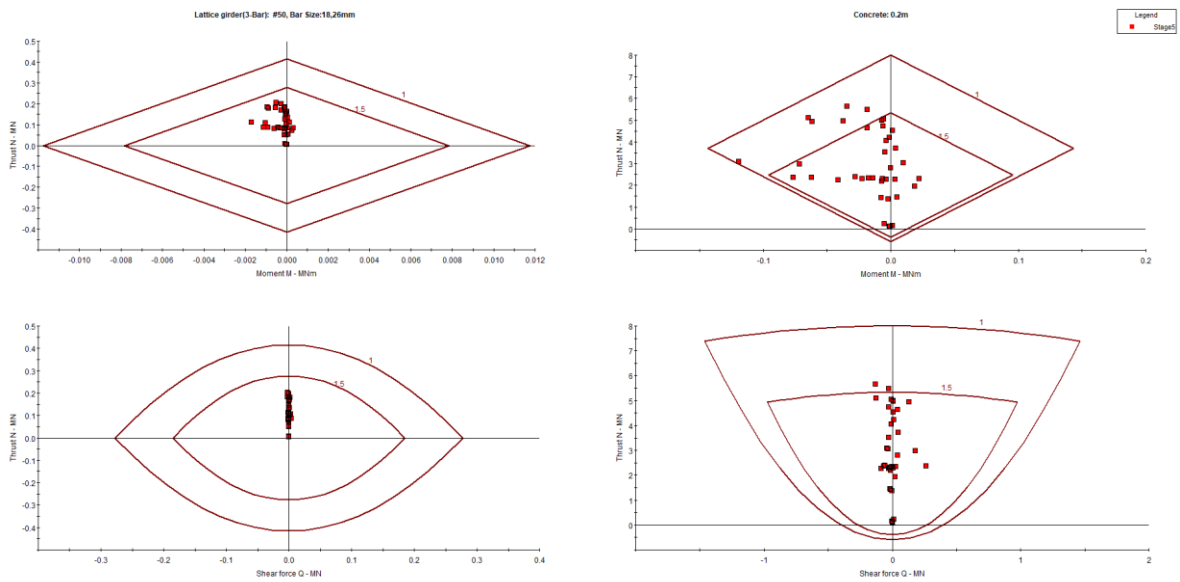 Lattice girder(3-Bar): #50, Bar Size:18,26mm
0.5
0.4
0.3
0.2
0.1
0.0
-0.1
-0.2
-0.3
-0.4
Thrust N - MN
1
1.5
-0.010 -0.008 -0.006 -0.004 -0.002 0.000 0.002 0.004 0.006 0.008 0.010 0.012
Moment M - MNm
Concrete: 0.2m
Legend
Stage5
8
7
6
5
4
3
2
1
0
Thrust N - MN
1
1.5
-0.1 0.0 0.1 0.2
Moment M - MNm
0.5
0.4
0.3
0.2
0.1
0.0
-0.1
-0.2
-0.3
-0.4
Thrust N - MN
1
1.5
-0.3 -0.2 -0.1 0.0 0.1 0.2 0.3 0.4
Shear force Q - MN
8
7
6
5
4
3
2
1
0
Thrust N - MN
1
1.5
-1 0 1 2
Shear force Q - MN